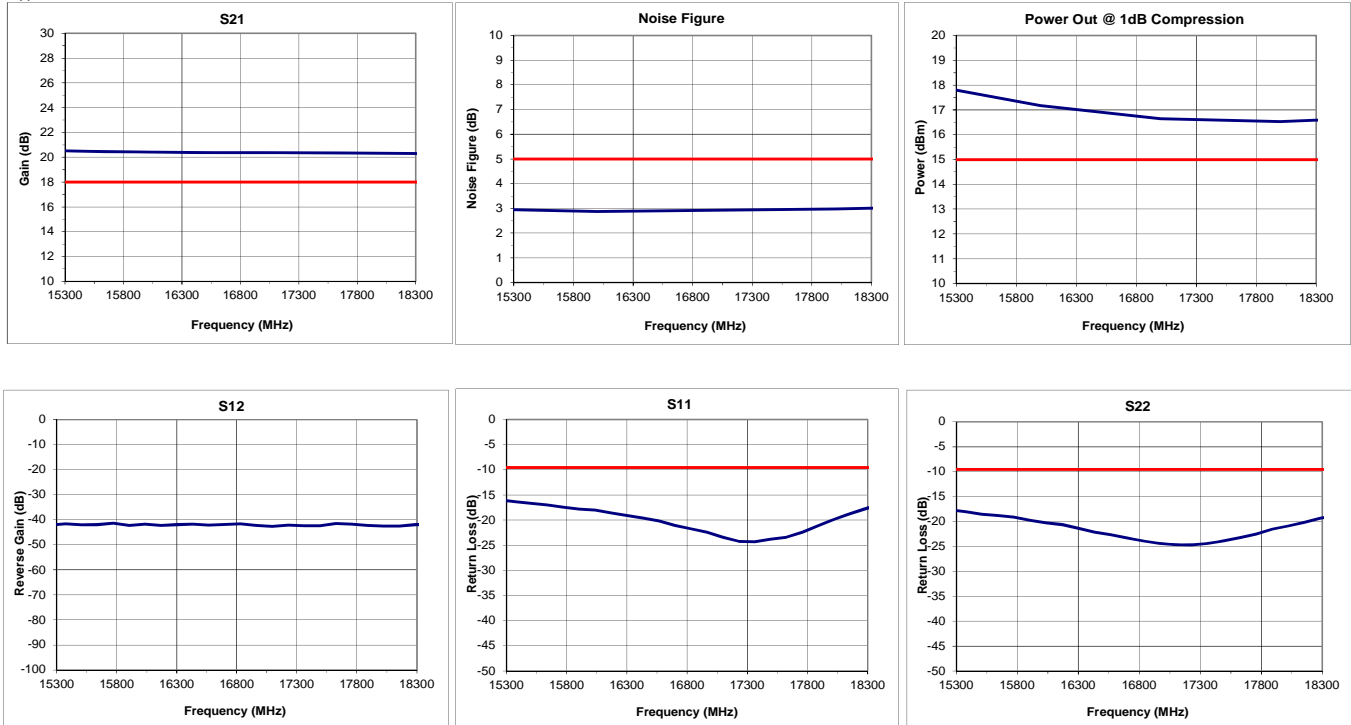 S21
30
28
26
24
22
20
18
16
14
12
10
Gain (dB)
15300 15800 16300 16800 17300 17800 18300
Frequency (MHz)
Noise Figure
10
9
8
7
6
5
4
3
2
1
0
Noise Figure (dB)
15300 15800 16300 16800 17300 17800 18300
Frequency (MHz)
Power Out @ 1dB Compression
20
19
18
17
16
15
14
13
12
11
10
Power (dBm)
15300 15800 16300 16800 17300 17800 18300
Frequency (MHz)
S12
0
-10
-20
-30
-40
-50
-60
-70
-80
-90
-100
Reverse Gain (dB)
15300 15800 16300 16800 17300 17800 18300
Frequency (MHz)
S11
0
-5
-10
-15
-20
-25
-30
-35
-40
-45
-50
Return Loss (dB)
15300 15800 16300 16800 17300 17800 18300
Frequency (MHz)
S22
0
-5
-10
-15
-20
-25
-30
-35
-40
-45
-50
Return Loss (dB)
15300 15800 16300 16800 17300 17800 18300
Frequency (MHz)